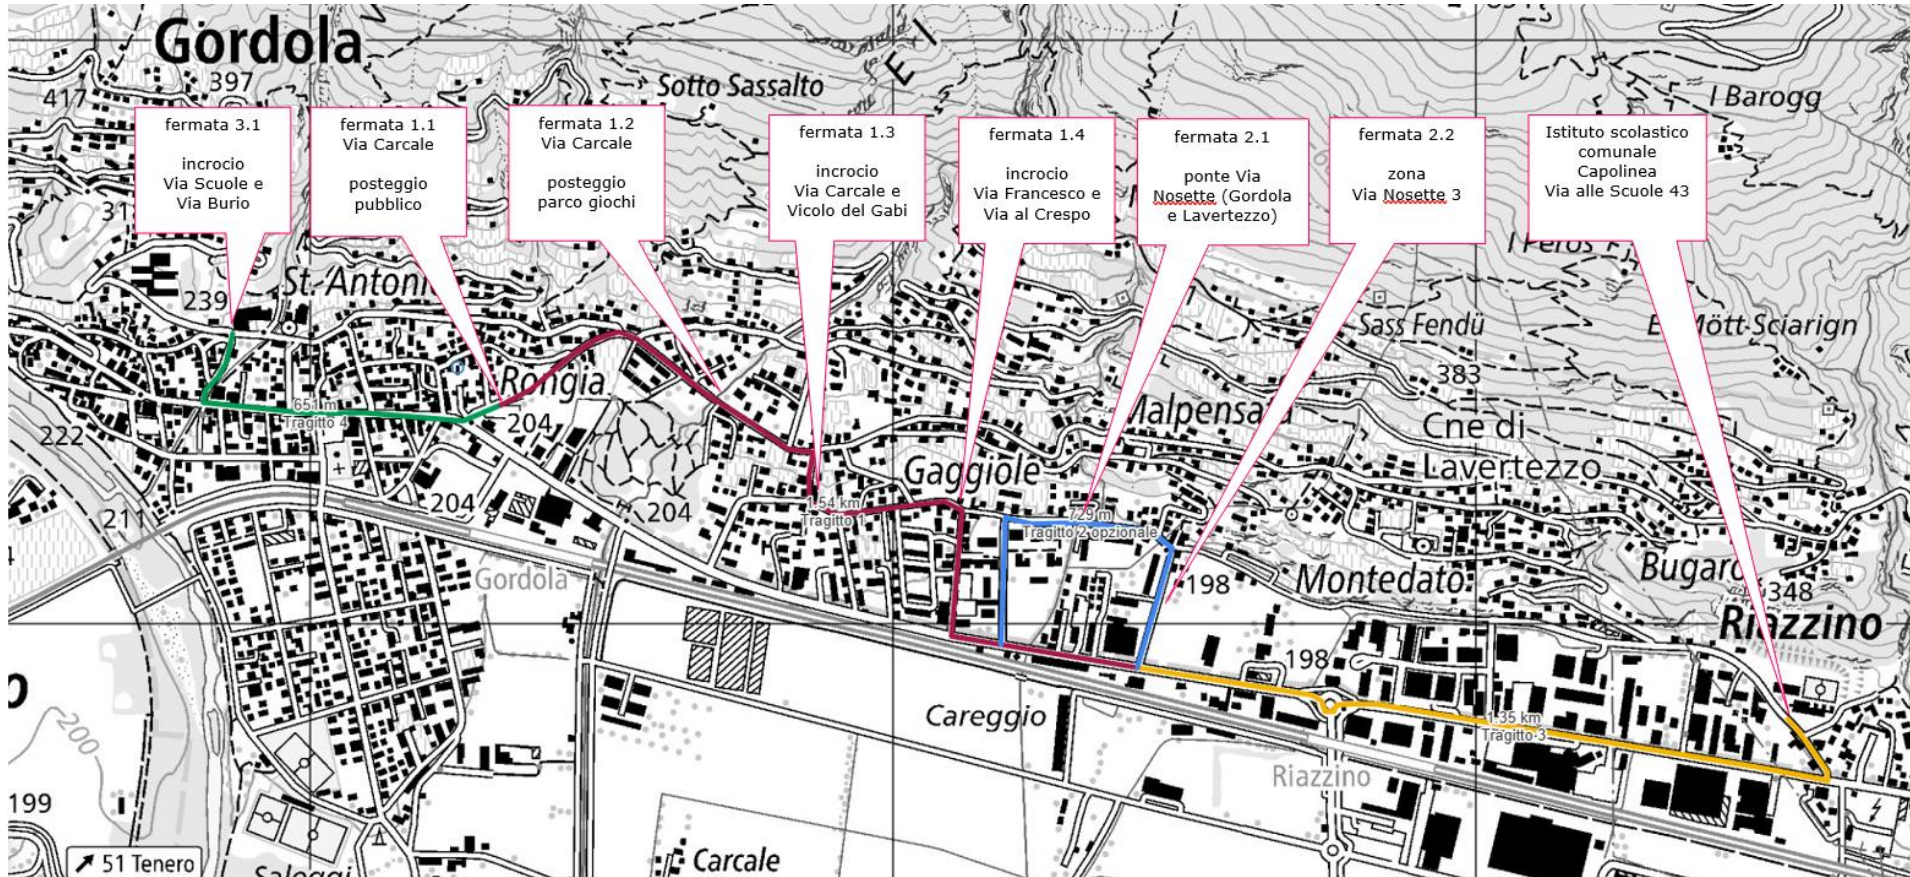 Gordola
397
417
Sotto Sassalto
I Barogg
fermata 3.1
incrocio
Via Scuole e
Via Burio
fermata 1.1
Via Carcale
posteggio
pubblico
fermata 1.2
Via Carcale
posteggio
parco giochi
fermata 1.3
incrocio
Via Carcale e
Vicolo del Gabi
fermata 1.4
incrocio
Via Francesco e
Via al Crespo
fermata 2.1
ponte Via
Nosette (Gordola
e Lavertezzo)
fermata 2.2
zona
Via Nosette 3
Istituto scolastico
comunale
Capolinea
Via alle Scuole 43
31
St. Antoni
239
Sass Fendü
Mött-Sciarign
383
Rongia
651 m
Tragitto 4
204
222
Malpensata
Cne di
Lavertezzo
Gaggiole
204
204
211
1.54 km
Tragitto 1
729 m
Tragitto 2 opzionale
Gordola
198
Montedato
Bugaro
348
Riazzino
198
200
Careggio
1.35 km
Tragitto 3
Riazzino
199
51 Tenero
Saleggi
Carcale